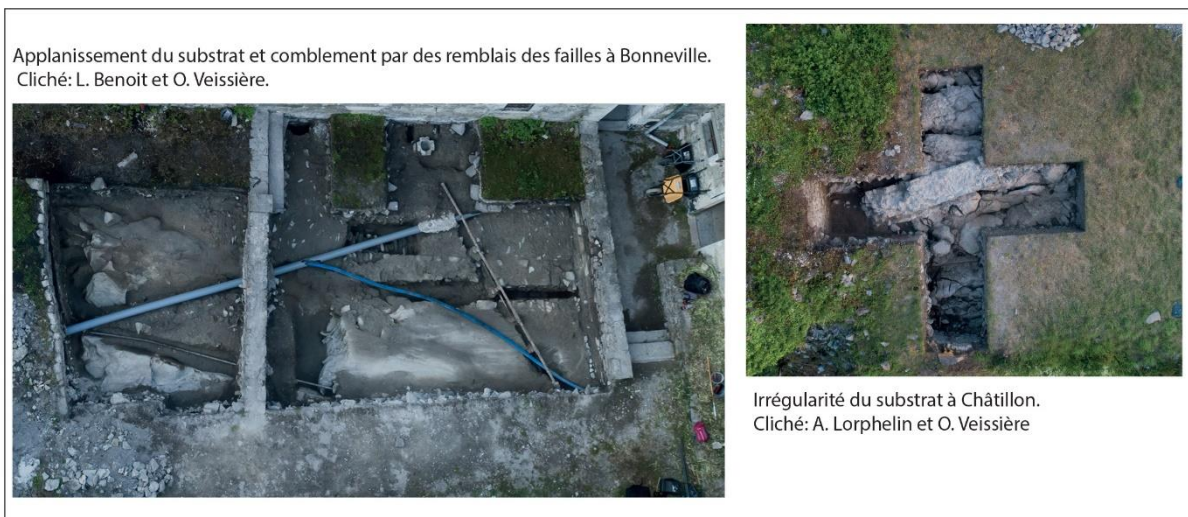 Applanissement du substrat et comblement par des remblais des failles à Bonneville.
Cliché: L. Benoit et O. Veissière.
Irrégularité du substrat à Châtillon.
Cliché: A. Lorphelin et O. Veissière